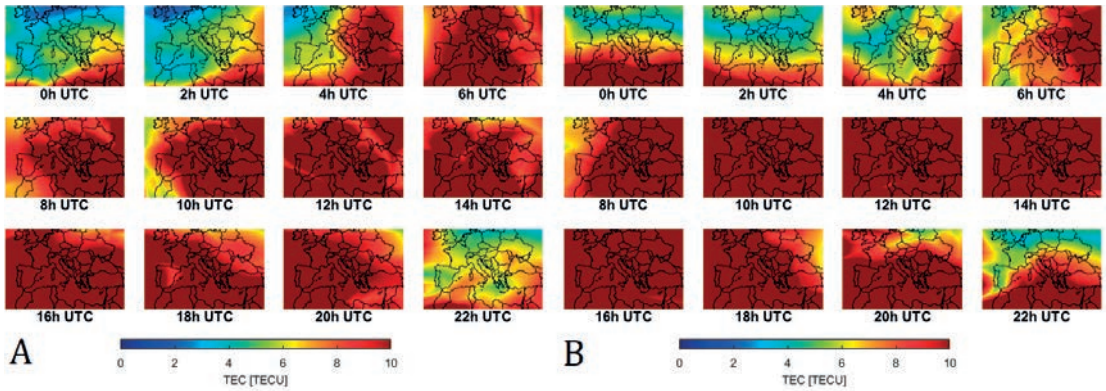 0h UTC 2h UTC 4h UTC 6h UTC 0h UTC 2h UTC 4h UTC 6h UTC
8h UTC 10h UTC 12h UTC 14h UTC 8h UTC 10h UTC 12h UTC 14h UTC
16h UTC 18h UTC 20h UTC 22h UTC 16h UTC 18h UTC 20h UTC 22h UTC
A B
0 2 4 6 8 10 0 2 4 6 8 10
TEC [TECU] TEC [TECU]